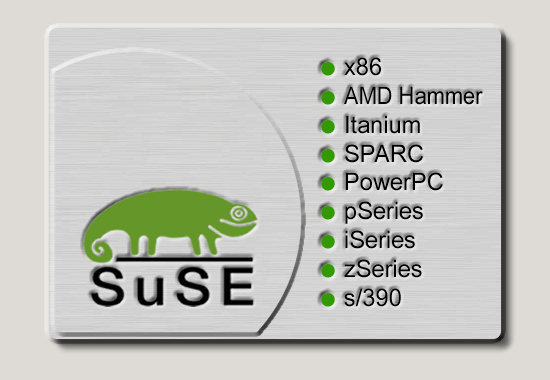 SuSE
x86
AMD Hammer
Itanium
SPARC
PowerPC
pSeries
iSeries
zSeries
s/390